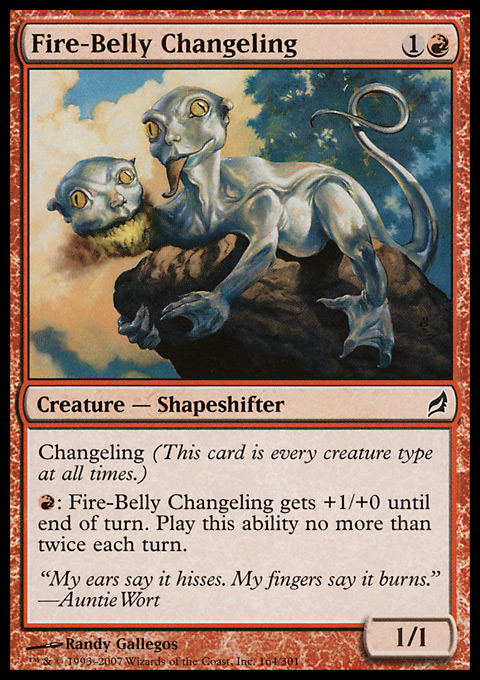 Fire-Belly Changeling 1
Creature — Shapeshifter
Changeling (This card is every creature type
at all times.)
: Fire-Belly Changeling gets +1/+0 until
end of turn. Play this ability no more than
twice each turn.
“My ears say it hisses. My fingers say it burns.”
—Auntie Wort
Randy Gallegos
1/1
™ & © 1993–2007 Wizards of the Coast, Inc. 164/301